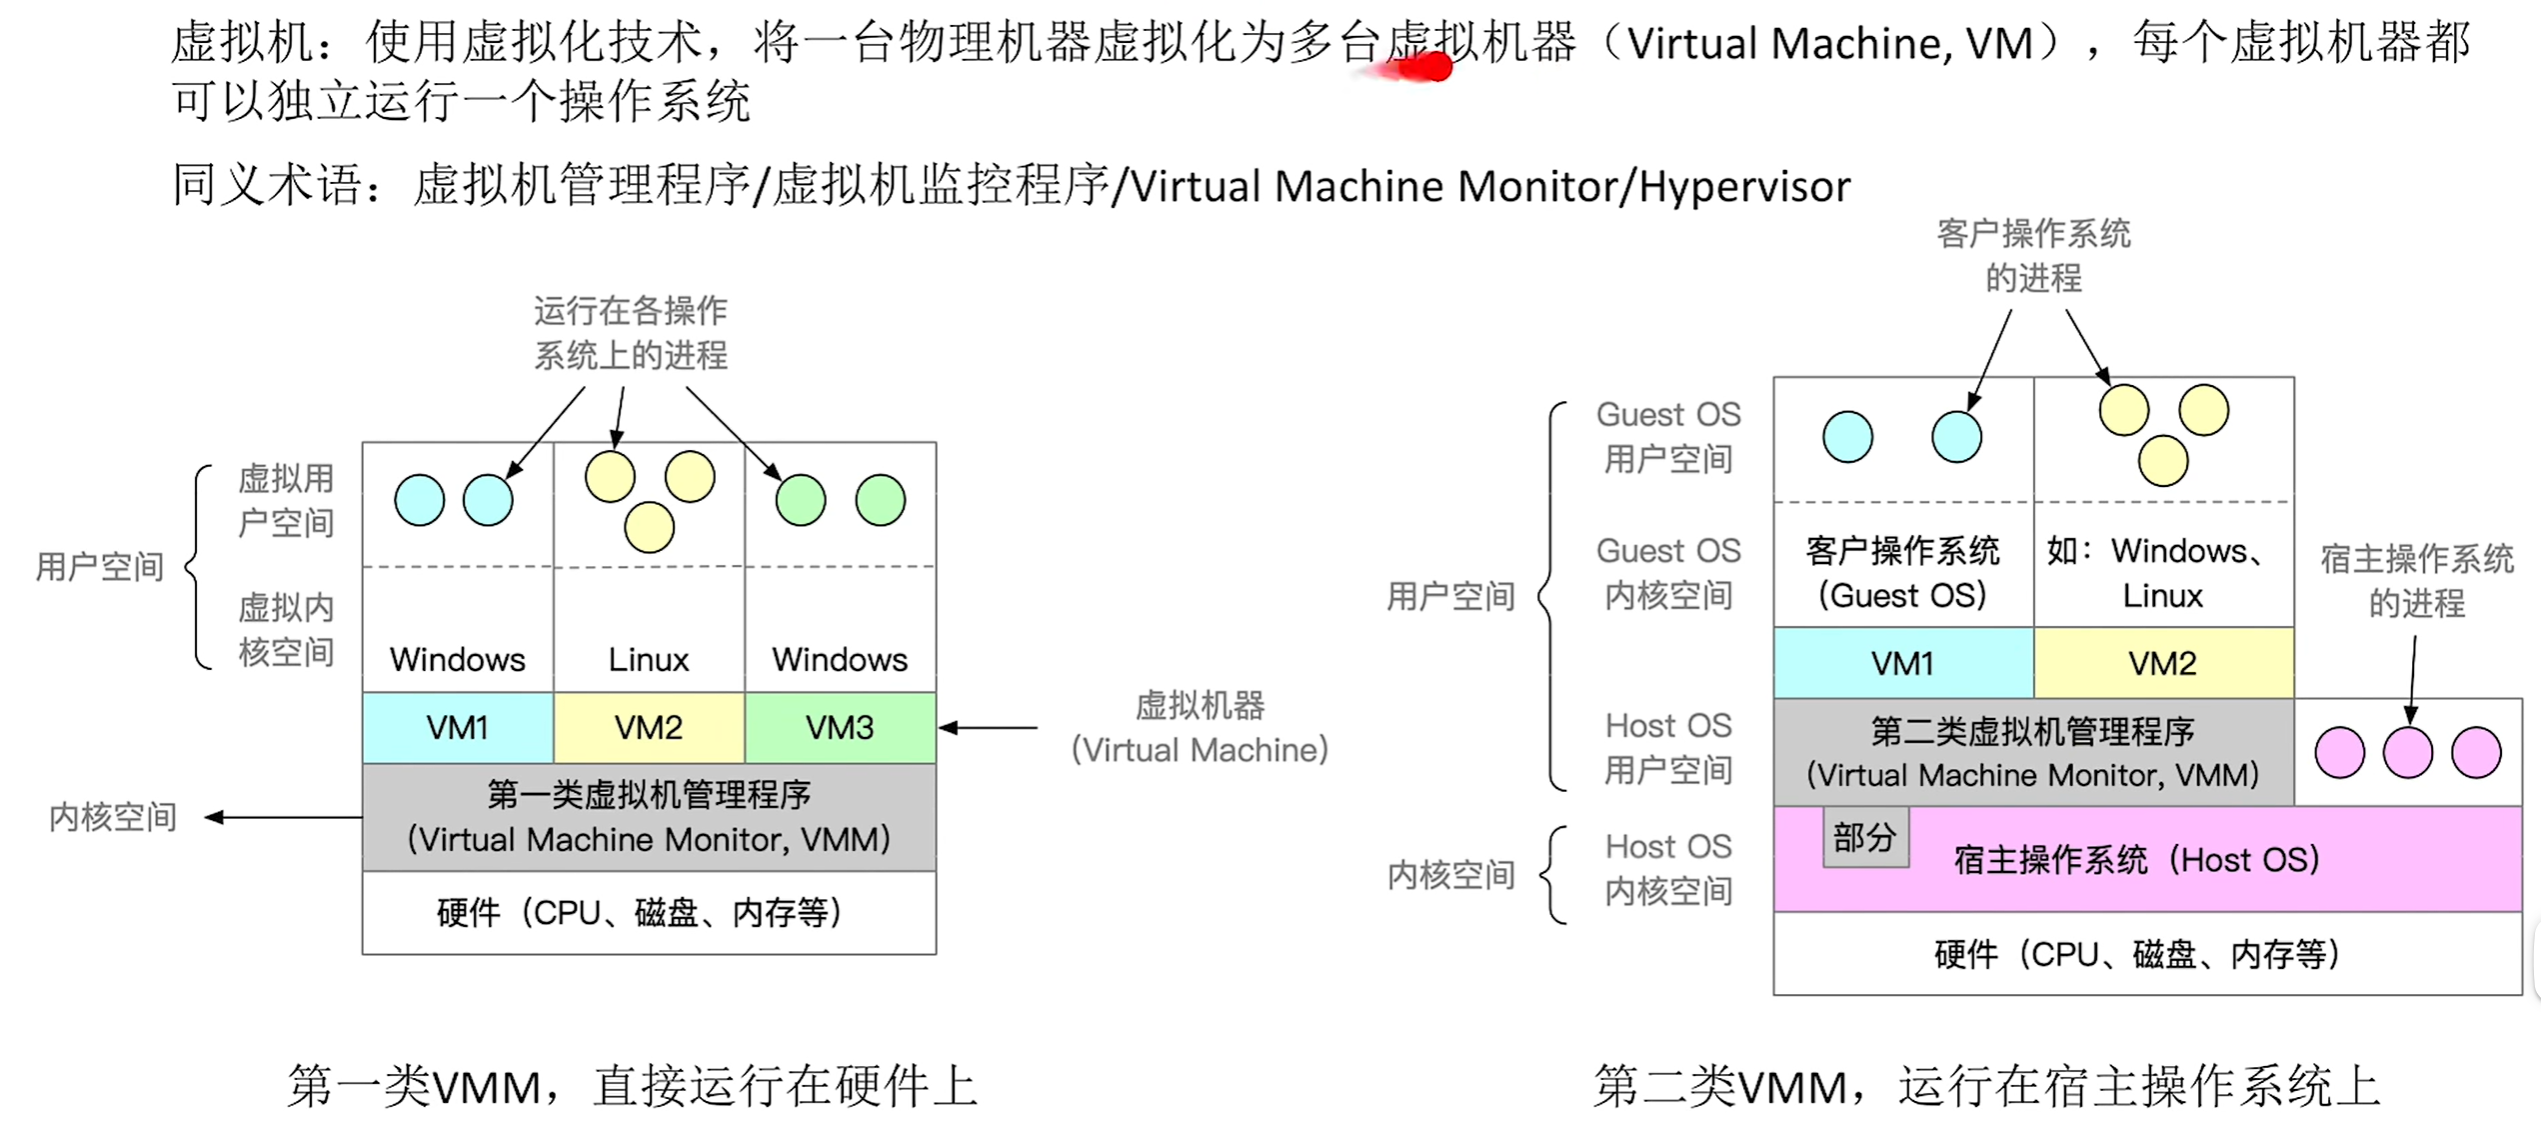 虚拟机：使用虚拟化技术，将一台物理机器虚拟化为多台虚拟机器（Virtual Machine, VM），每个虚拟机器都
可以独立运行一个操作系统
同义术语：虚拟机管理程序/虚拟机监控程序/Virtual Machine Monitor/Hypervisor
运行在各操作
系统上的进程
用户空间
虚拟用
户空间
虚拟内
核空间
Windows
Linux
Windows
VM1
VM2
VM3
虚拟机器
(Virtual Machine)
内核空间
第一类虚拟机管理程序
(Virtual Machine Monitor, VMM)
硬件（CPU、磁盘、内存等）
第一类VMM，直接运行在硬件上
客户操作系统
的进程
用户空间
Guest OS
用户空间
Guest OS
内核空间
客户操作系统
(Guest OS)
如：Windows、
Linux
宿主操作系统
的进程
VM1
VM2
Host OS
用户空间
第二类虚拟机管理程序
(Virtual Machine Monitor, VMM)
内核空间
Host OS
内核空间
部分
宿主操作系统（Host OS）
硬件（CPU、磁盘、内存等）
第二类VMM，运行在宿主操作系统上